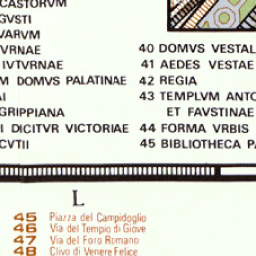 CASTORVM
GVSTI
VARVM
VRNAE
IVTVRNAE
M DOMVS PALATINAE
AI
GRIPPIANA
I DICITVR VICTORIAE
CVTII
40 DOMVS VESTAL
41 AEDES VESTAE
42 REGIA
43 TEMPLVM ANTO
ET FAVSTINAE
44 FORMA VRBIS
45 BIBLIOTHECA PA
L
45 Piazza del Campidoglio
46 Via del Tempio di Giove
47 Via del Foro Romano
48 Clivo di Venere Felice